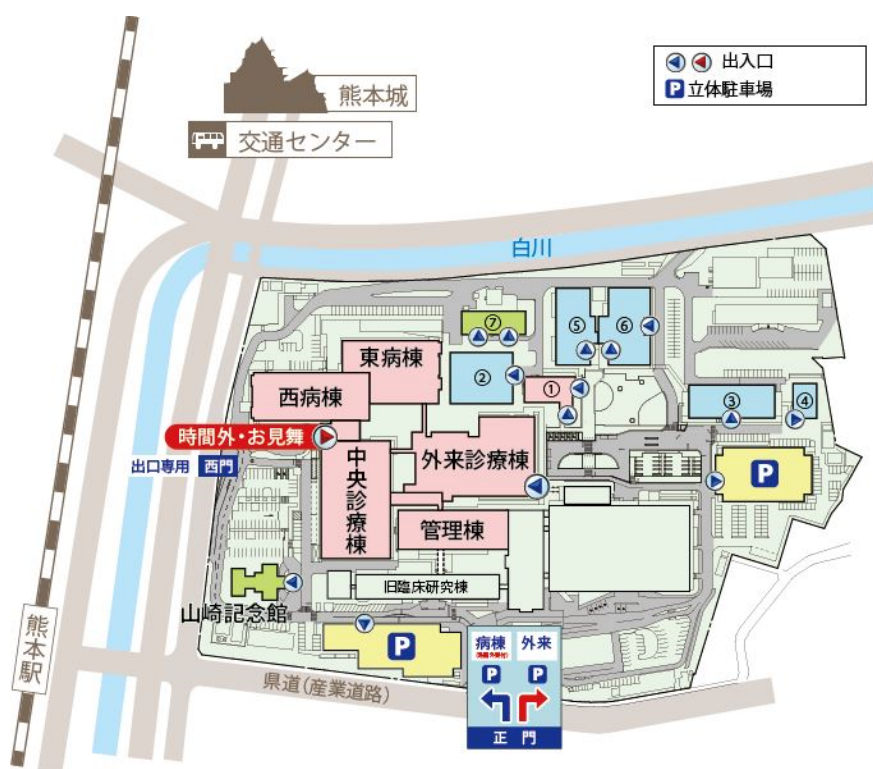 出入口
P 立体駐車場
熊本城
交通センター
白川
⑦
⑤
⑥
東病棟
②
西病棟
①
③
④
時間外・お見舞
中央診療棟
外来診療棟
出口専用 西門
P
管理棟
旧臨床研究棟
山崎記念館
熊本駅
P
病棟 外来
P P
県道(産業道路)
正門